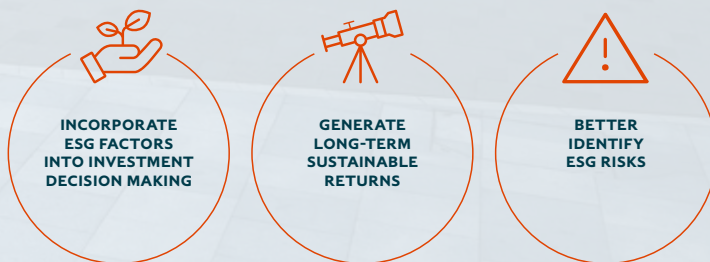 INCORPORATE
ESG FACTORS
INTO INVESTMENT
DECISION MAKING
GENERATE
LONG-TERM
SUSTAINABLE
RETURNS
BETTER
IDENTIFY
ESG RISKS